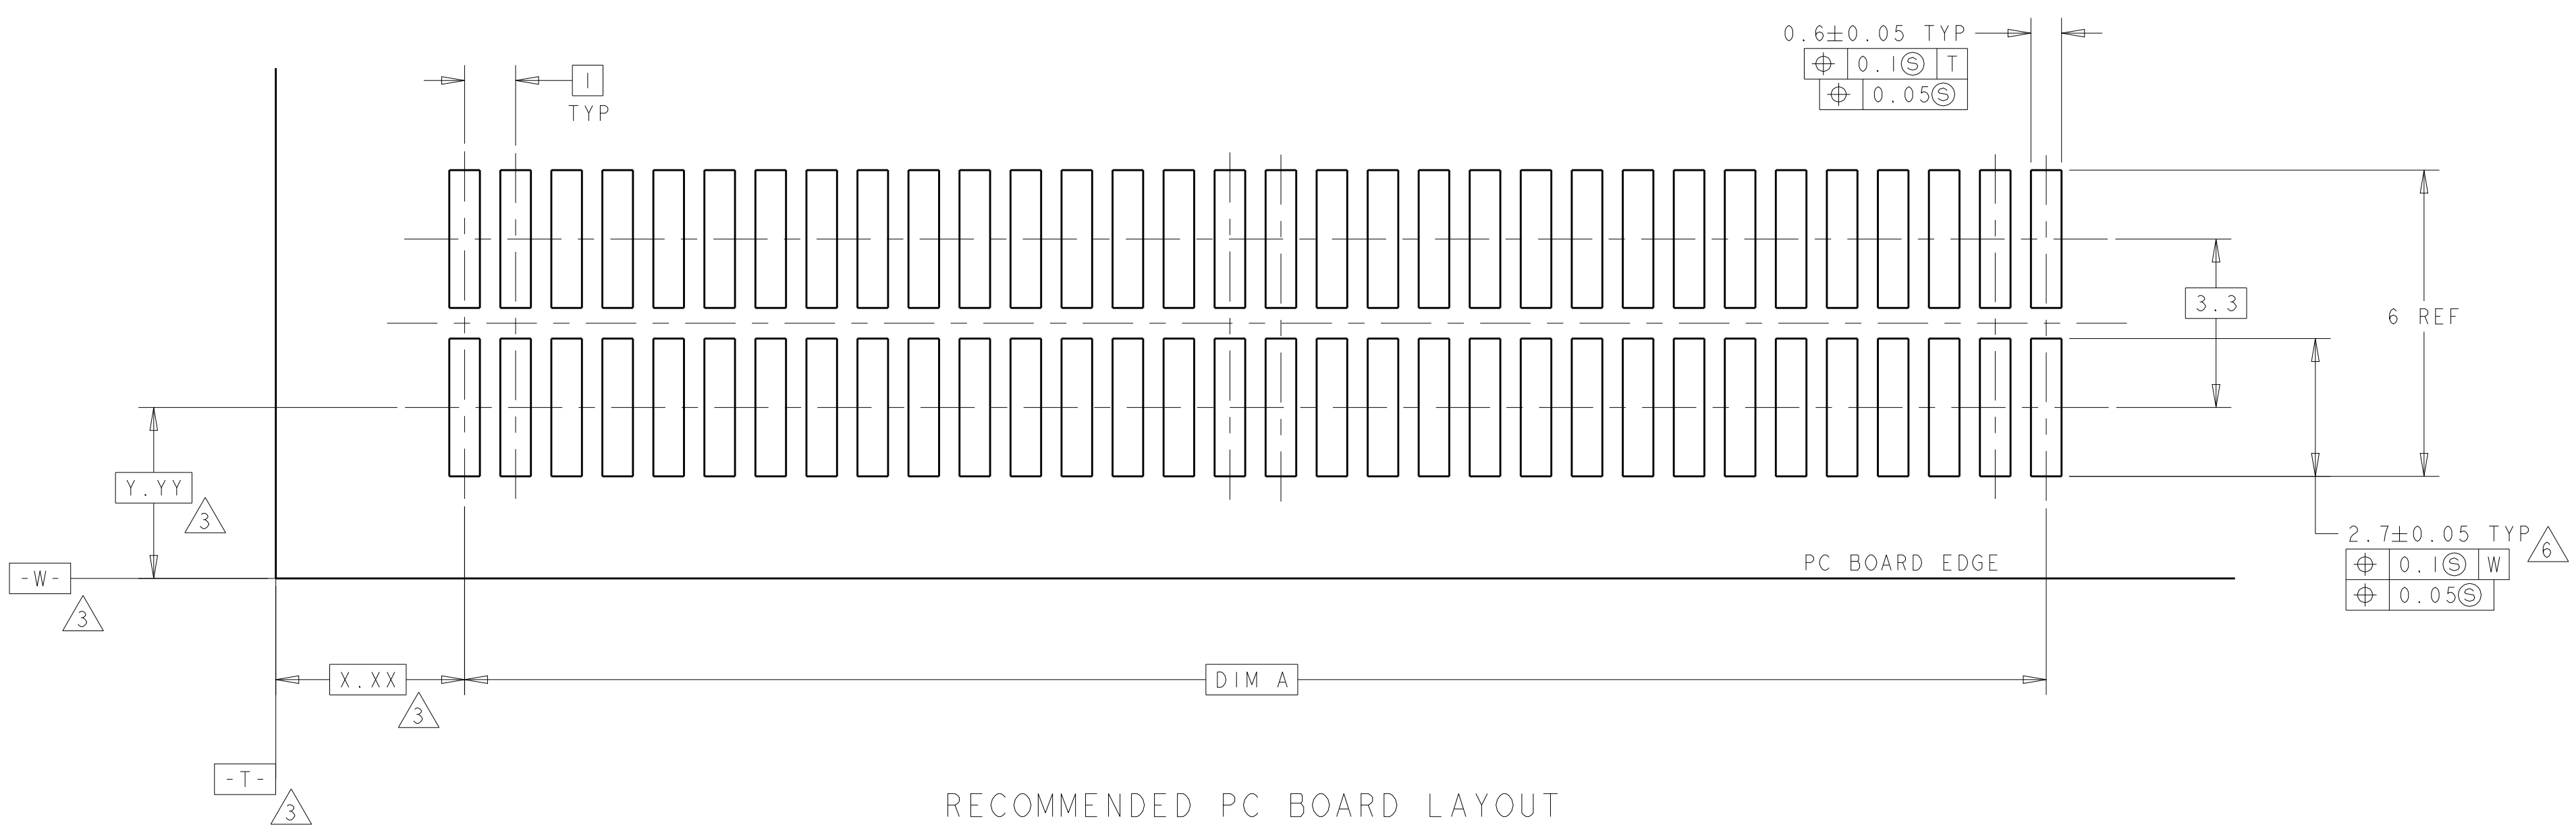 0.6±0.05 TYP
⌖ 0.1Ⓢ T
⌖ 0.05Ⓢ
1
TYP
3.3
6 REF
Y.YY
3
2.7±0.05 TYP
6
⌖ 0.1Ⓢ W
⌖ 0.05Ⓢ
PC BOARD EDGE
-W-
3
X.XX
3
DIM A
-T-
3
RECOMMENDED PC BOARD LAYOUT